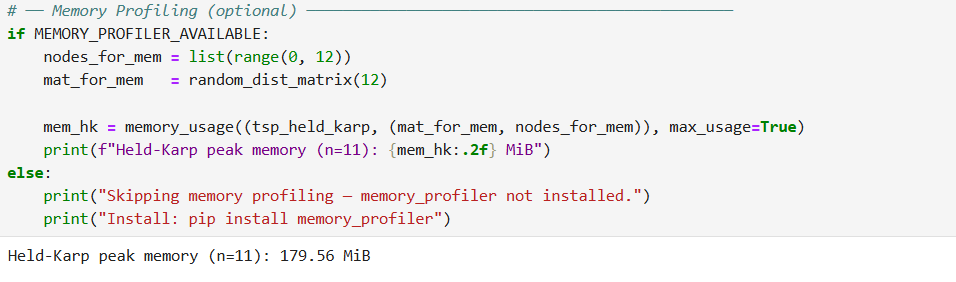 # ── Memory Profiling (optional) ──────────────────────────────────────────────
if MEMORY_PROFILER_AVAILABLE:
    nodes_for_mem = list(range(0, 12))
    mat_for_mem   = random_dist_matrix(12)

    mem_hk = memory_usage((tsp_held_karp, (mat_for_mem, nodes_for_mem)), max_usage=True)
    print(f"Held-Karp peak memory (n=11): {mem_hk:.2f} MiB")
else:
    print("Skipping memory profiling — memory_profiler not installed.")
    print("Install: pip install memory_profiler")
Held-Karp peak memory (n=11): 179.56 MiB